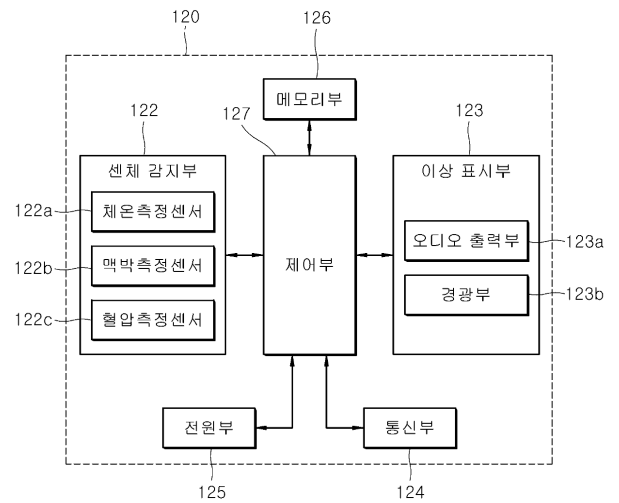 120
126
메모리부
122
127
123
센체 감지부
이상 표시부
122a
체온측정센서
122b
맥박측정센서
122c
혈압측정센서
제어부
오디오 출력부
123a
경광부
123b
전원부
통신부
125
124